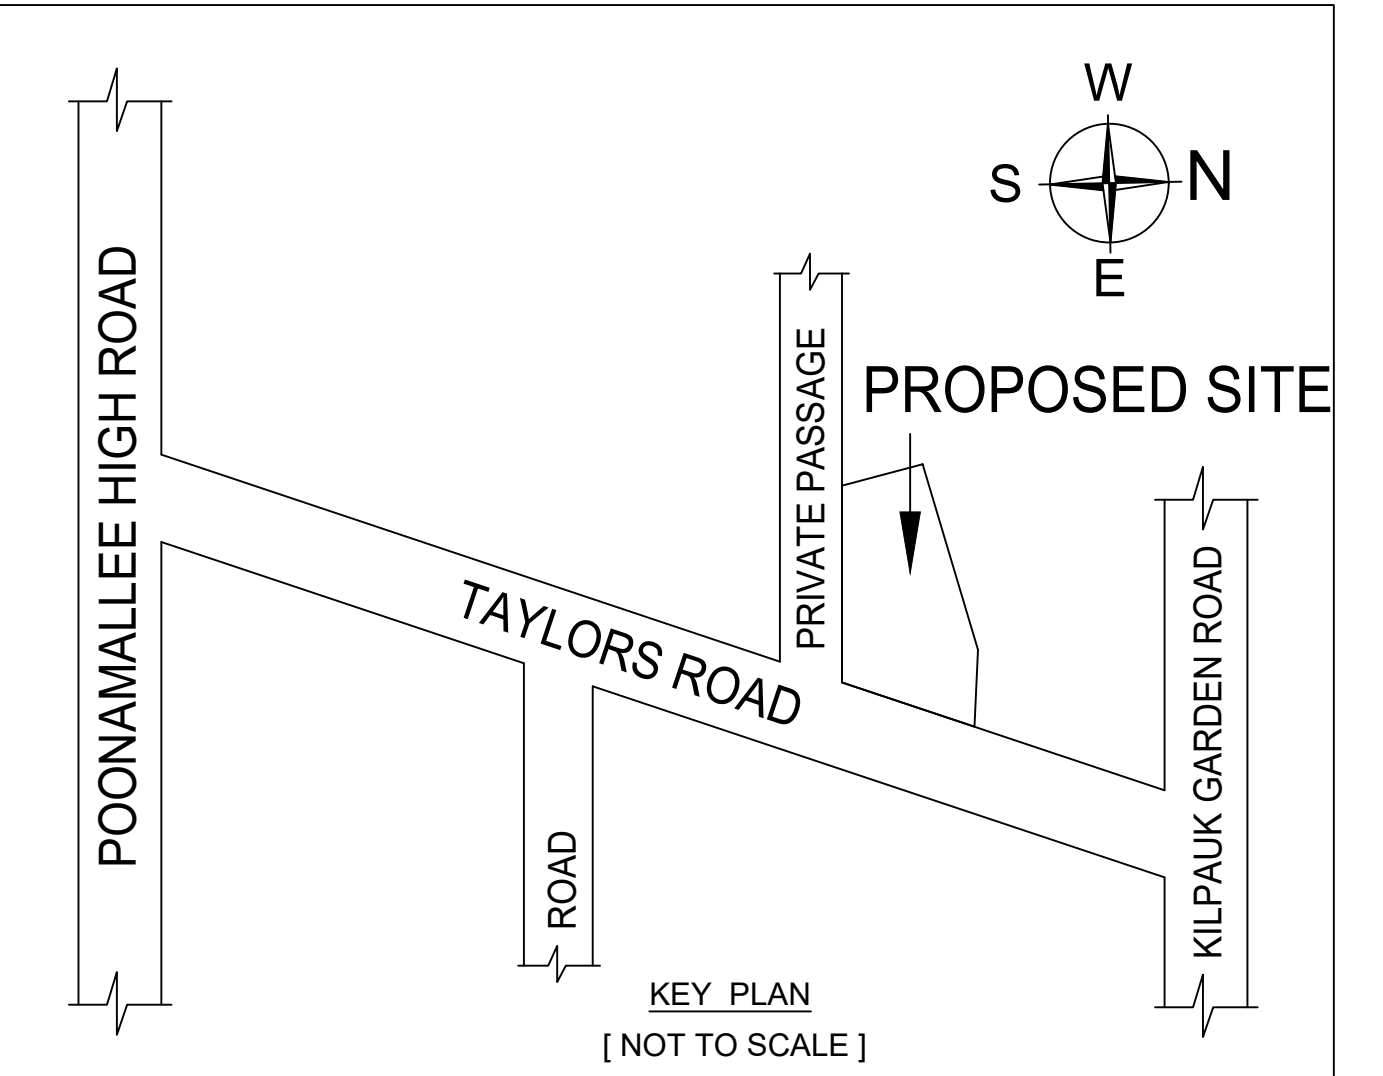 W
S
N
E
PROPOSED SITE
POONAMALLEE HIGH ROAD
PRIVATE PASSAGE
TAYLORS ROAD
KILPAUK GARDEN ROAD
ROAD
KEY PLAN
[ NOT TO SCALE ]